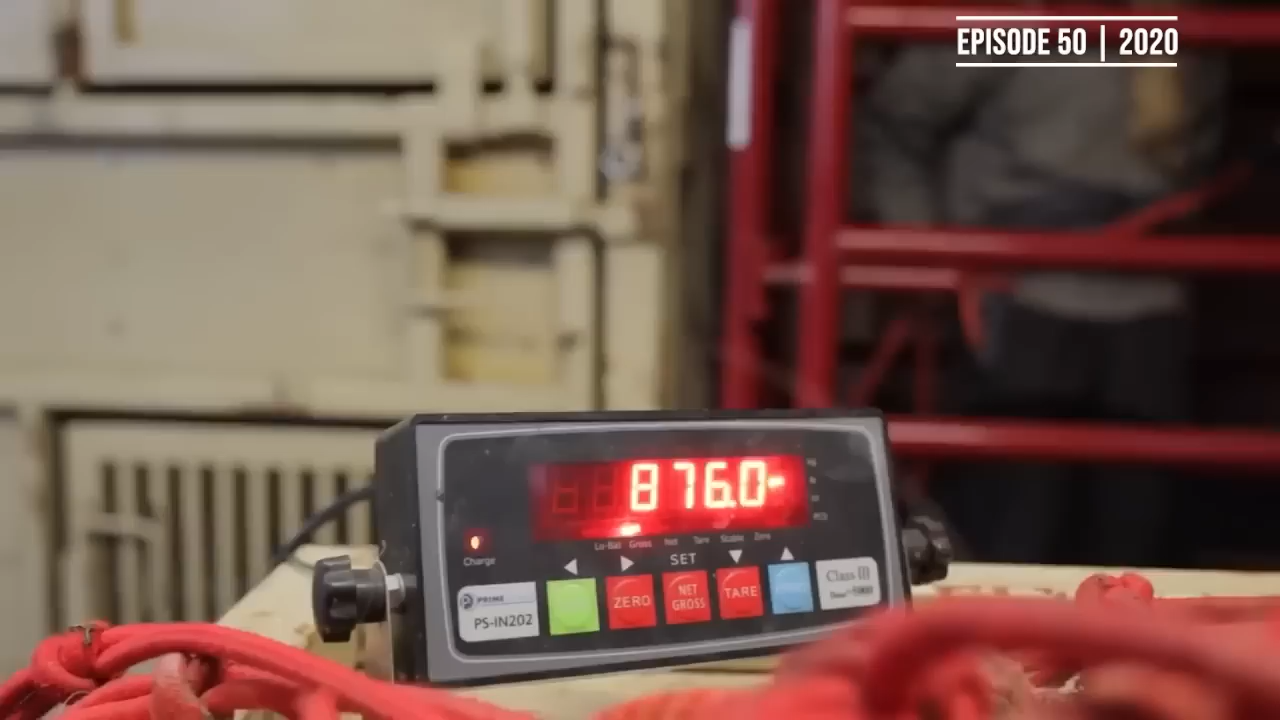 EPISODE 50 | 2020
876.0-
Lo-Bat Gross Net Tare Stable Zero
Charge
SET
ZERO
NET
GROSS
TARE
PRIME
PS-IN202
Class III